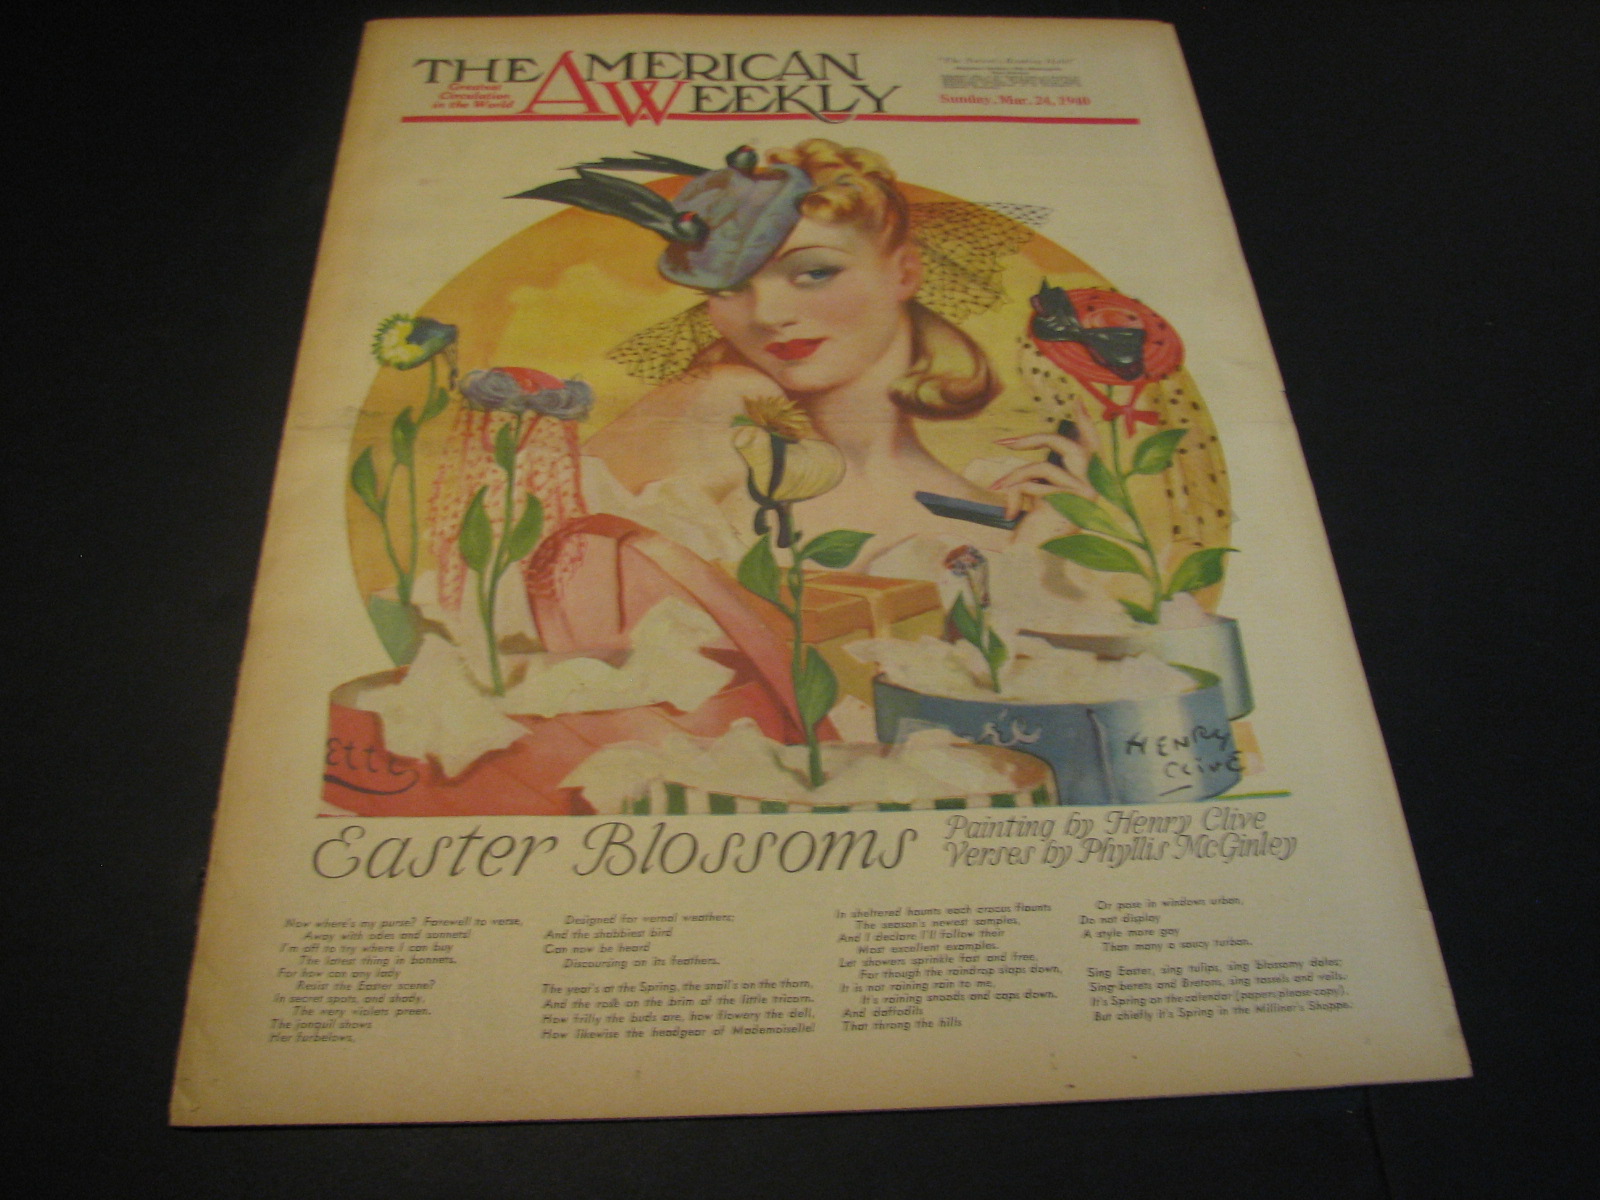 THE AMERICAN
WEEKLY
Greatest
Circulation
in the World
"The Nation's Reading Habit"
Sunday, Mar. 24, 1940
ette
HENRY
CLIVE
Easter Blossoms
Painting by Henry Clive
Verses by Phyllis McGinley
Now where's my purse? Farewell to verse,
Away with odes and sonnets!
I'm off to try where I can buy
The latest thing in bonnets.
For how can any lady
Resist the Easter scene?
In secret spots, and shady,
The very violets preen.
The jonquil shows
Her furbelows,
Designed for vernal weathers;
And the shabbiest bird
Can now be heard
Discoursing on its feathers.
The year's at the Spring, the snail's on the thorn,
And the rose on the brim of the little tricorn.
How frilly the buds are, how flowery the dell,
How likewise the headgear of Mademoiselle!
In sheltered haunts each crocus flaunts
The season's newest samples,
And I declare I'll follow their
Most excellent examples.
Let showers sprinkle fast and free,
For though the raindrop slaps down,
It is not raining rain to me,
It's raining snoods and caps down.
And daffodils
That throng the hills
Or pose in windows urban,
Do not display
A style more gay
Than many a saucy turban.
Sing Easter, sing tulips, sing blossomy dales;
Sing berets and Bretons, sing tassels and veils.
It's Spring on the calendar (papers please copy),
But chiefly it's Spring in the Milliner's Shoppe.